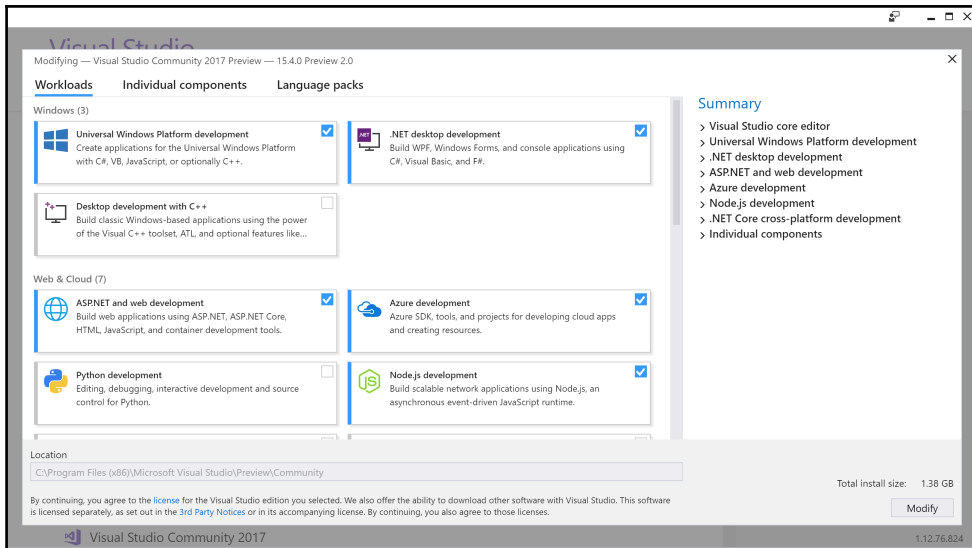 Visual Studio
Modifying — Visual Studio Community 2017 Preview — 15.4.0 Preview 2.0
Workloads
Individual components
Language packs
Windows (3)
Universal Windows Platform development
Create applications for the Universal Windows Platform
with C#, VB, JavaScript, or optionally C++.
.NET
.NET desktop development
Build WPF, Windows Forms, and console applications using
C#, Visual Basic, and F#.
Desktop development with C++
Build classic Windows-based applications using the power
of the Visual C++ toolset, ATL, and optional features like...
Web & Cloud (7)
ASP.NET and web development
Build web applications using ASP.NET, ASP.NET Core,
HTML, JavaScript, and container development tools.
Azure development
Azure SDK, tools, and projects for developing cloud apps
and creating resources.
Python development
Editing, debugging, interactive development and source
control for Python.
JS
Node.js development
Build scalable network applications using Node.js, an
asynchronous event-driven JavaScript runtime.
Summary
Visual Studio core editor
Universal Windows Platform development
.NET desktop development
ASP.NET and web development
Azure development
Node.js development
.NET Core cross-platform development
Individual components
Location
C:\Program Files (x86)\Microsoft Visual Studio\Preview\Community
By continuing, you agree to the license for the Visual Studio edition you selected. We also offer the ability to download other software with Visual Studio. This software
is licensed separately, as set out in the 3rd Party Notices or in its accompanying license. By continuing, you also agree to those licenses.
Total install size: 1.38 GB
Modify
Visual Studio Community 2017
1.12.76.824